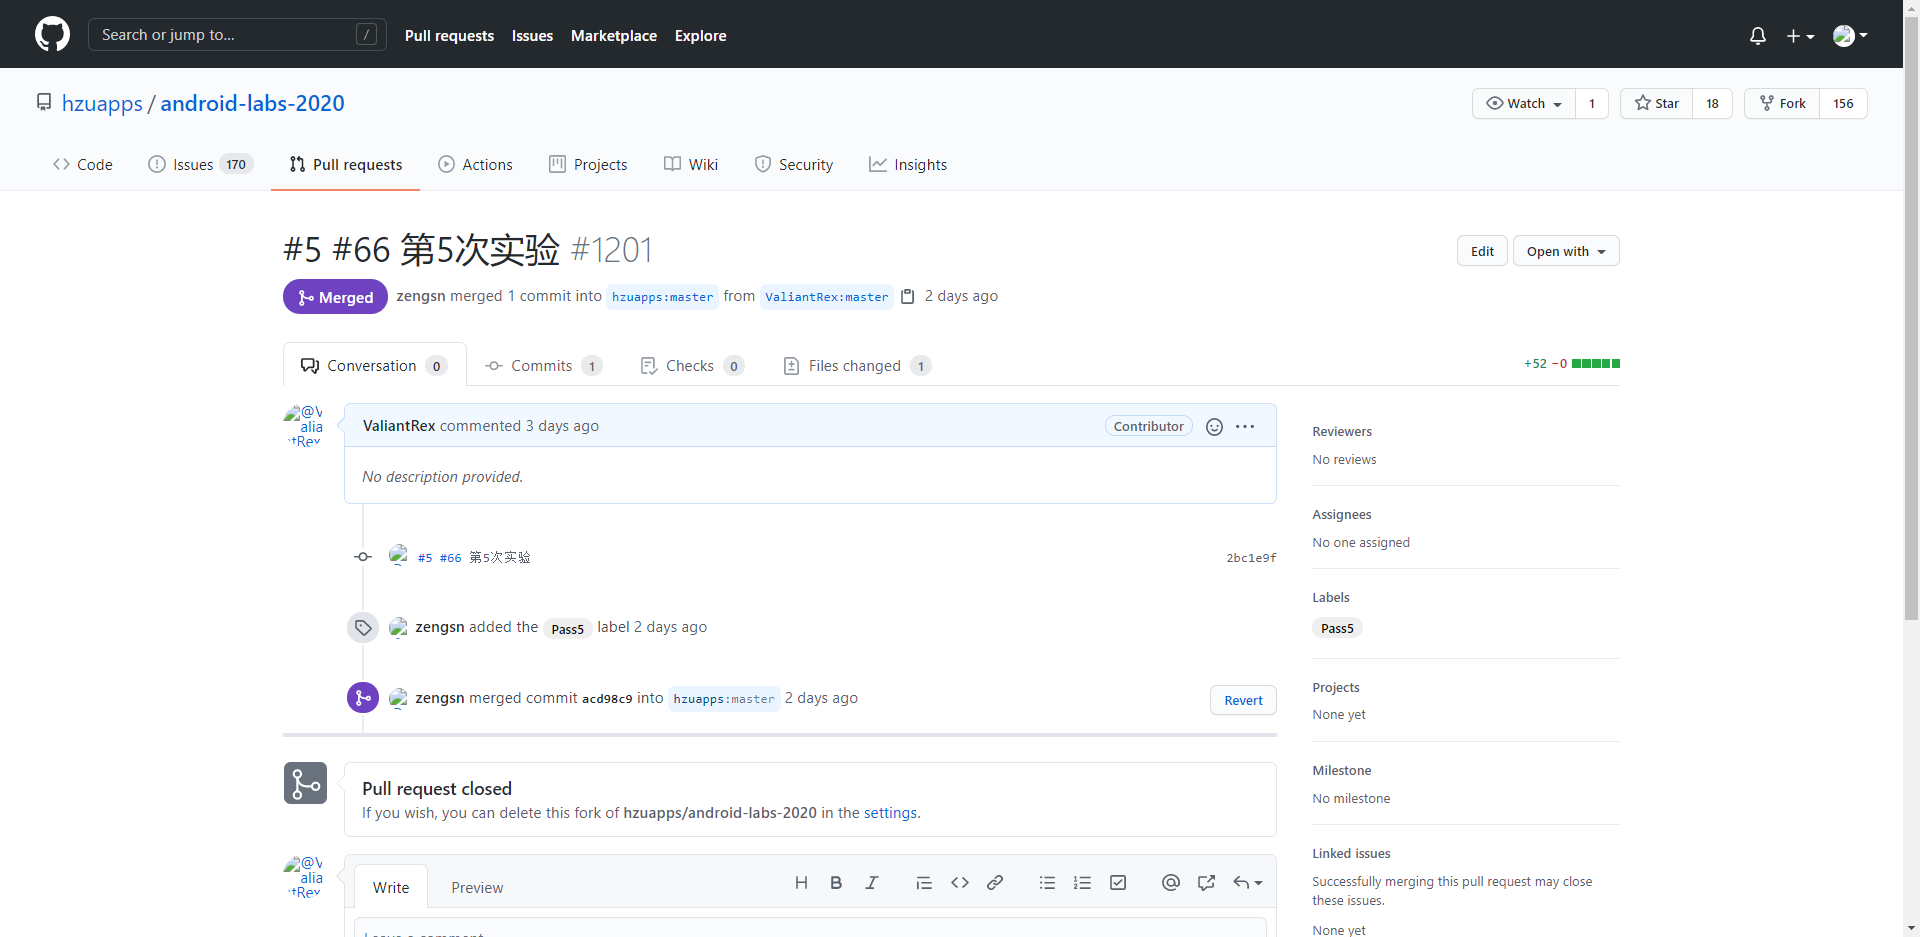 Search or jump to... / Pull requests Issues Marketplace Explore
hzuapps / android-labs-2020 Watch 1 Star 18 Fork 156
Code Issues 170 Pull requests Actions Projects Wiki Security Insights
#5 #66 第5次实验 #1201 Edit Open with
Merged zengsn merged 1 commit into hzuapps:master from ValiantRex:master 2 days ago
Conversation 0 Commits 1 Checks 0 Files changed 1 +52 −0
@V
alia
ntRex
ValiantRex commented 3 days ago Contributor
No description provided.
#5 #66 第5次实验 2bc1e9f
zengsn added the Pass5 label 2 days ago
zengsn merged commit acd98c9 into hzuapps:master 2 days ago Revert
Pull request closed
If you wish, you can delete this fork of hzuapps/android-labs-2020 in the settings.
@V
alia
ntRex
Write Preview
Leave a comment
Reviewers
No reviews
Assignees
No one assigned
Labels
Pass5
Projects
None yet
Milestone
No milestone
Linked issues
Successfully merging this pull request may close
these issues.
None yet